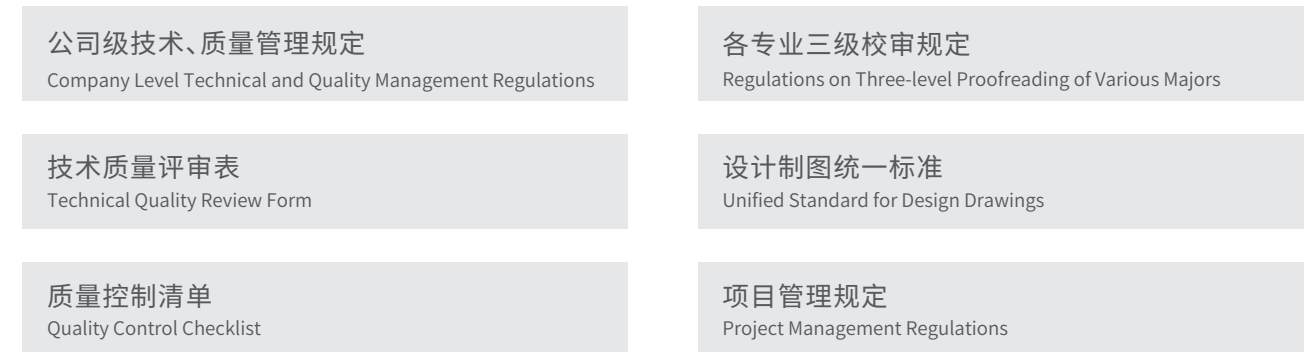 公司级技术、质量管理规定
Company Level Technical and Quality Management Regulations
各专业三级校审规定
Regulations on Three-level Proofreading of Various Majors
技术质量评审表
Technical Quality Review Form
设计制图统一标准
Unified Standard for Design Drawings
质量控制清单
Quality Control Checklist
项目管理规定
Project Management Regulations